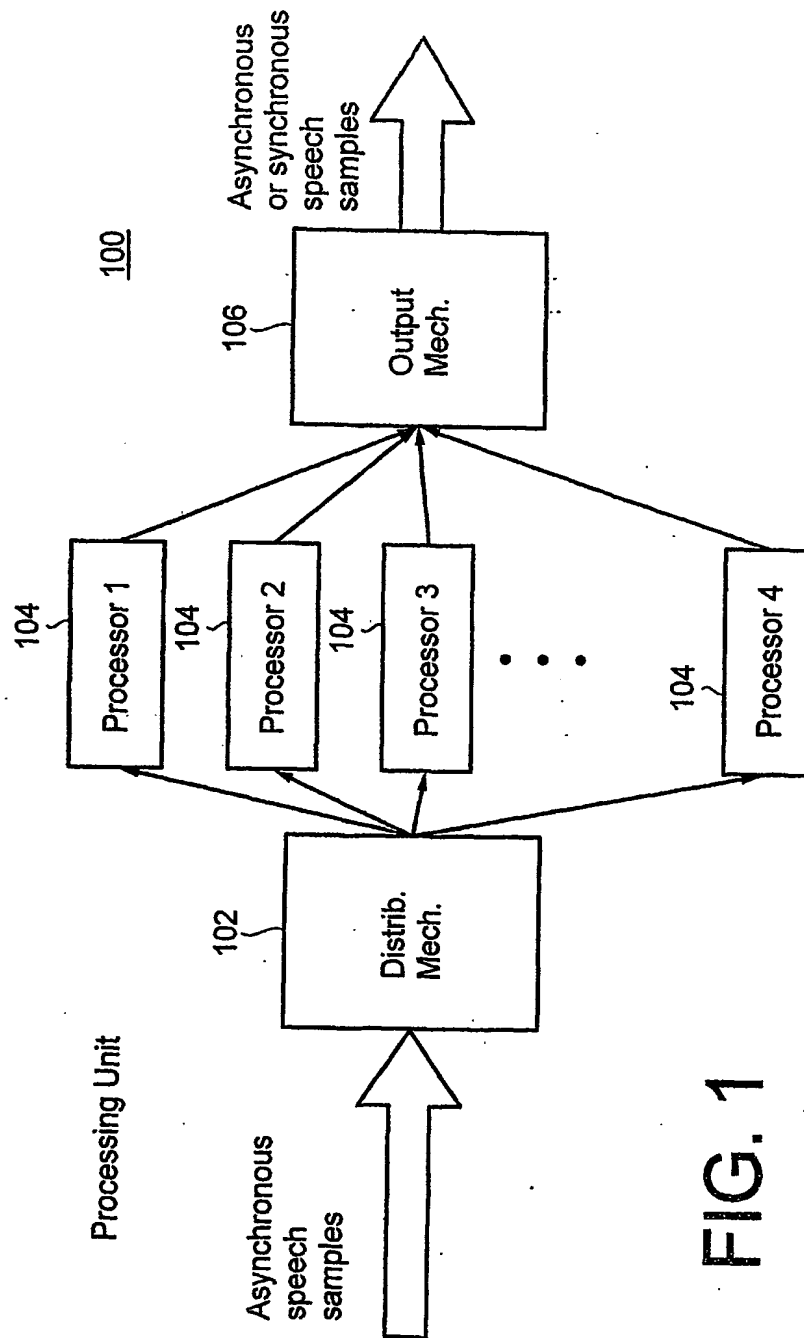 Processing Unit
100
Asynchronous
speech
samples
102
Distrib.
Mech.
104
Processor 1
104
Processor 2
104
Processor 3
104
Processor 4
106
Output
Mech.
Asynchronous
or synchronous
speech
samples
FIG. 1